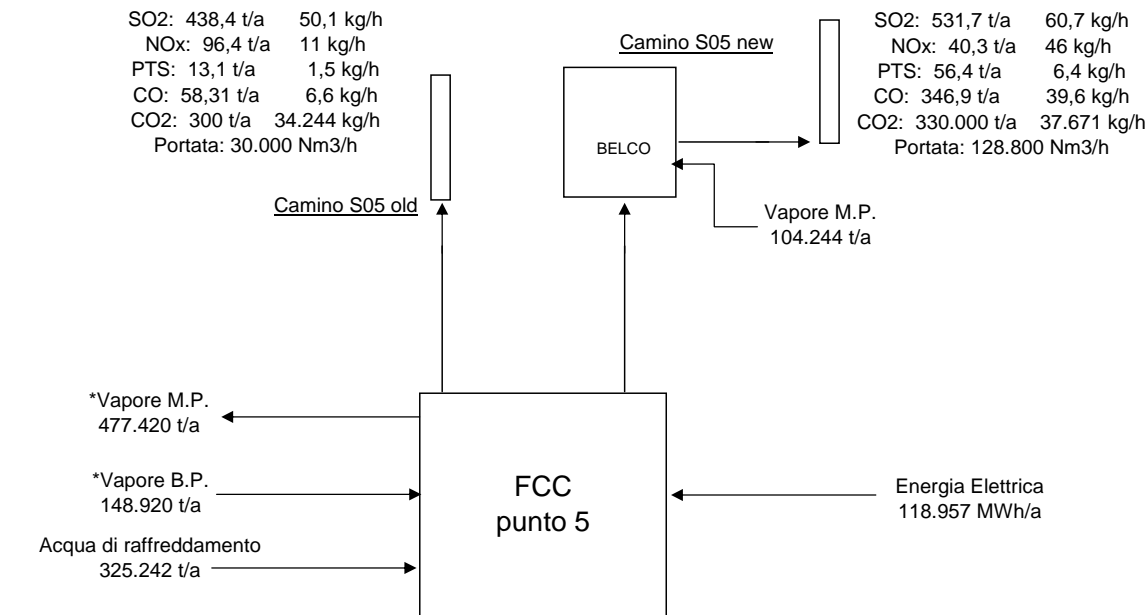 SO2: 438,4 t/a 50,1 kg/h
NOx: 96,4 t/a 11 kg/h
PTS: 13,1 t/a 1,5 kg/h
CO: 58,31 t/a 6,6 kg/h
CO2: 300 t/a 34.244 kg/h
Portata: 30.000 Nm3/h
Camino S05 old
Camino S05 new
BELCO
SO2: 531,7 t/a 60,7 kg/h
NOx: 40,3 t/a 46 kg/h
PTS: 56,4 t/a 6,4 kg/h
CO: 346,9 t/a 39,6 kg/h
CO2: 330.000 t/a 37.671 kg/h
Portata: 128.800 Nm3/h
Vapore M.P.
104.244 t/a
*Vapore M.P.
477.420 t/a
*Vapore B.P.
148.920 t/a
Acqua di raffreddamento
325.242 t/a
FCC
punto 5
Energia Elettrica
118.957 MWh/a